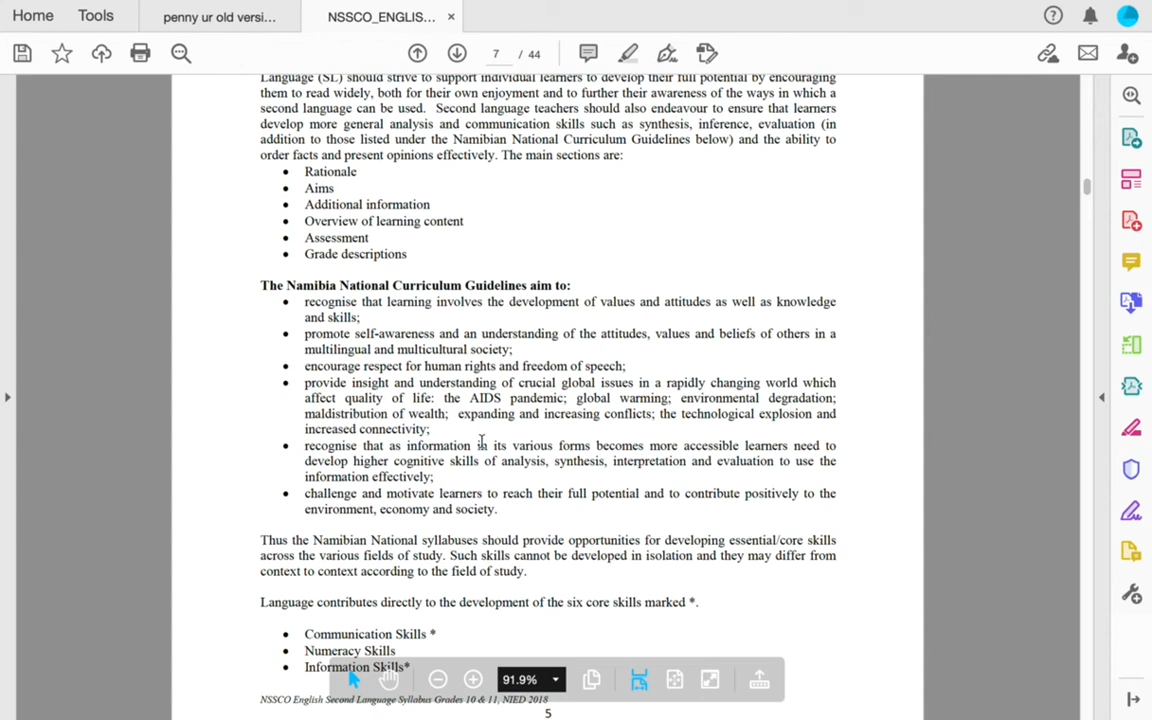 Home
Tools
penny ur old versi...
NSSCO_ENGLIS...
7 / 44
Language (SL) should strive to support individual learners to develop their full potential by encouraging
them to read widely, both for their own enjoyment and to further their awareness of the ways in which a
second language can be used. Second language teachers should also endeavour to ensure that learners
develop more general analysis and communication skills such as synthesis, inference, evaluation (in
addition to those listed under the Namibian National Curriculum Guidelines below) and the ability to
order facts and present opinions effectively. The main sections are:
• Rationale
• Aims
• Additional information
• Overview of learning content
• Assessment
• Grade descriptions
The Namibia National Curriculum Guidelines aim to:
• recognise that learning involves the development of values and attitudes as well as knowledge
and skills;
• promote self-awareness and an understanding of the attitudes, values and beliefs of others in a
multilingual and multicultural society;
• encourage respect for human rights and freedom of speech;
• provide insight and understanding of crucial global issues in a rapidly changing world which
affect quality of life: the AIDS pandemic; global warming; environmental degradation;
maldistribution of wealth; expanding and increasing conflicts; the technological explosion and
increased connectivity;
• recognise that as information in its various forms becomes more accessible learners need to
develop higher cognitive skills of analysis, synthesis, interpretation and evaluation to use the
information effectively;
• challenge and motivate learners to reach their full potential and to contribute positively to the
environment, economy and society.
Thus the Namibian National syllabuses should provide opportunities for developing essential/core skills
across the various fields of study. Such skills cannot be developed in isolation and they may differ from
context to context according to the field of study.
Language contributes directly to the development of the six core skills marked *.
• Communication Skills *
• Numeracy Skills
• Information Skills*
91.9%
NSSCO English Second Language Syllabus Grades 10 & 11, NIED 2018
5